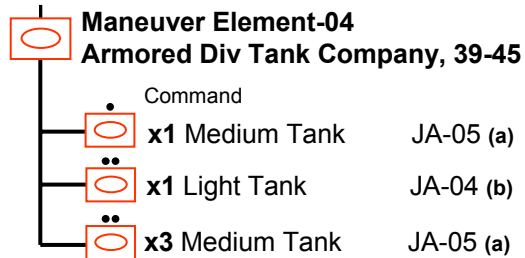 Maneuver Element-04
Armored Div Tank Company, 39-45
Command
x1 Medium Tank JA-05 (a)
x1 Light Tank JA-04 (b)
x3 Medium Tank JA-05 (a)